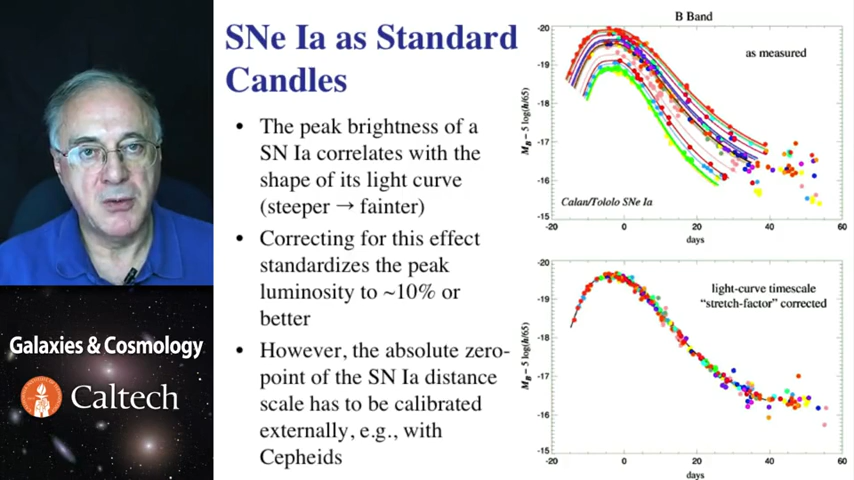 SNe Ia as Standard
Candles
• The peak brightness of a
SN Ia correlates with the
shape of its light curve
(steeper → fainter)
• Correcting for this effect
standardizes the peak
luminosity to ~10% or
better
• However, the absolute zero-
point of the SN Ia distance
scale has to be calibrated
externally, e.g., with
Cepheids
B Band
as measured
Calan/Tololo SNe Ia
M_B – 5 log(h/65)
-20
-19
-18
-17
-16
-15
-20 0 20 40 60
days
light-curve timescale
“stretch-factor” corrected
M_B – 5 log(h/65)
-20
-19
-18
-17
-16
-15
-20 0 20 40 60
days
Galaxies & Cosmology
Caltech